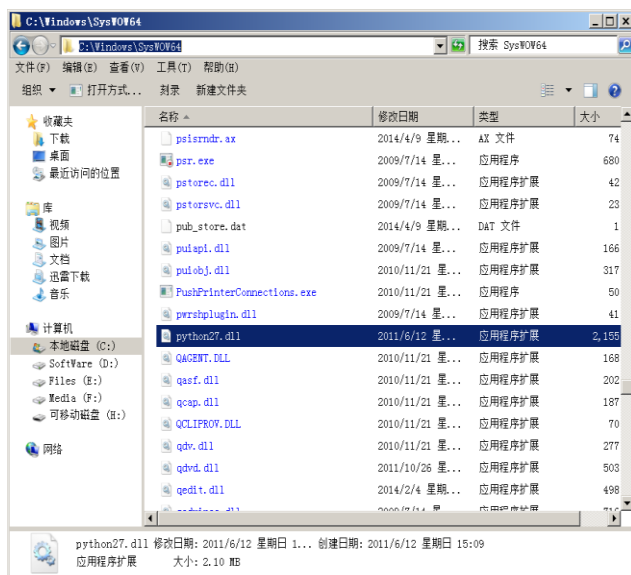 C:\Windows\SysWOW64
C:\Windows\SysWOW64
搜索 SysWOW64
文件(F) 编辑(E) 查看(V) 工具(T) 帮助(H)
组织 打开方式... 刻录 新建文件夹
收藏夹
下载
桌面
最近访问的位置
库
视频
图片
文档
迅雷下载
音乐
计算机
本地磁盘 (C:)
SoftWare (D:)
Files (E:)
Media (F:)
可移动磁盘 (H:)
网络
名称 修改日期 类型 大小
psisrndr.ax 2014/4/9 星期... AX 文件 74
psr.exe 2009/7/14 星... 应用程序 680
pstorec.dll 2009/7/14 星... 应用程序扩展 42
pstorsvc.dll 2009/7/14 星... 应用程序扩展 23
pub_store.dat 2014/4/9 星期... DAT 文件 1
puiapi.dll 2009/7/14 星... 应用程序扩展 166
puiobj.dll 2010/11/21 星... 应用程序扩展 317
PushPrinterConnections.exe 2010/11/21 星... 应用程序 50
pwrshplugin.dll 2009/7/14 星... 应用程序扩展 41
python27.dll 2011/6/12 星... 应用程序扩展 2,155
QAGENT.DLL 2010/11/21 星... 应用程序扩展 168
qasf.dll 2010/11/21 星... 应用程序扩展 202
qcap.dll 2010/11/21 星... 应用程序扩展 187
QCLIPROV.DLL 2010/11/21 星... 应用程序扩展 70
qdv.dll 2010/11/21 星... 应用程序扩展 277
qdvd.dll 2011/10/26 星... 应用程序扩展 503
qedit.dll 2014/2/4 星期... 应用程序扩展 498
python27.dll 修改日期: 2011/6/12 星期日 1... 创建日期: 2011/6/12 星期日 15:09
应用程序扩展 大小: 2.10 MB